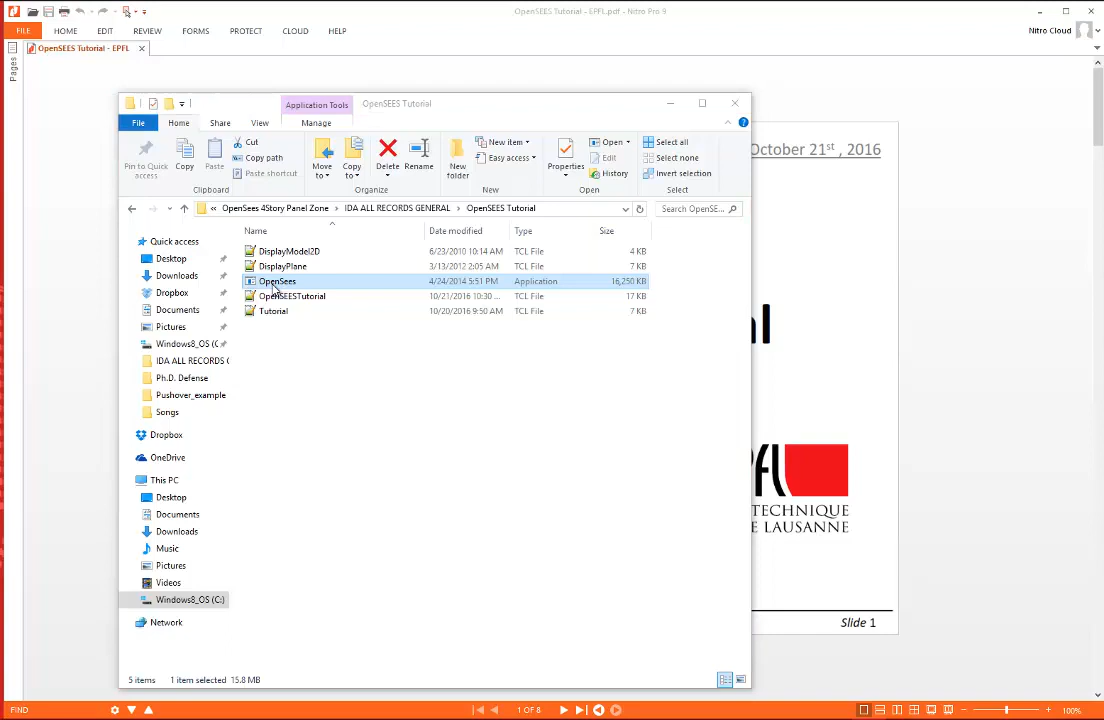 OpenSEES Tutorial - EPFL.pdf - Nitro Pro 9
FILE HOME EDIT REVIEW FORMS PROTECT CLOUD HELP Nitro Cloud
OpenSEES Tutorial - EPFL
Pages
Application Tools OpenSEES Tutorial
File Home Share View Manage
Pin to Quick access
Copy
Paste
Cut
Copy path
Paste shortcut
Move to
Copy to
Delete
Rename
New folder
New item
Easy access
Properties
Open
Edit
History
Select all
Select none
Invert selection
Clipboard Organize New Open Select
« OpenSees 4Story Panel Zone IDA ALL RECORDS GENERAL OpenSEES Tutorial Search OpenSE...
Name Date modified Type Size
DisplayModel2D 6/23/2010 10:14 AM TCL File 4 KB
DisplayPlane 3/13/2012 2:05 AM TCL File 7 KB
OpenSees 4/24/2014 5:51 PM Application 16,250 KB
OpenSEESTutorial 10/21/2016 10:30 ... TCL File 17 KB
Tutorial 10/20/2016 9:50 AM TCL File 7 KB
Quick access
Desktop
Downloads
Dropbox
Documents
Pictures
Windows8_OS (C
IDA ALL RECORDS (
Ph.D. Defense
Pushover_example
Songs
Dropbox
OneDrive
This PC
Desktop
Documents
Downloads
Music
Pictures
Videos
Windows8_OS (C:)
Network
5 items 1 item selected 15.8 MB
October 21st , 2016
al
PFL
TECHNIQUE
E LAUSANNE
Slide 1
FIND 1 OF 8 100%